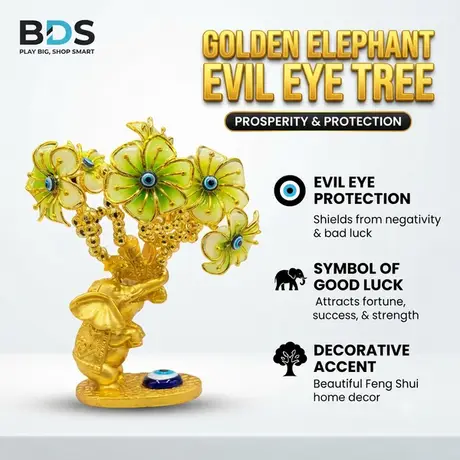 BDS
PLAY BIG, SHOP SMART
GOLDEN ELEPHANT
EVIL EYE TREE
PROSPERITY & PROTECTION
EVIL EYE
PROTECTION
Shields from negativity
& bad luck
SYMBOL OF
GOOD LUCK
Attracts fortune,
success, & strength
DECORATIVE
ACCENT
Beautiful Feng Shui
home decor